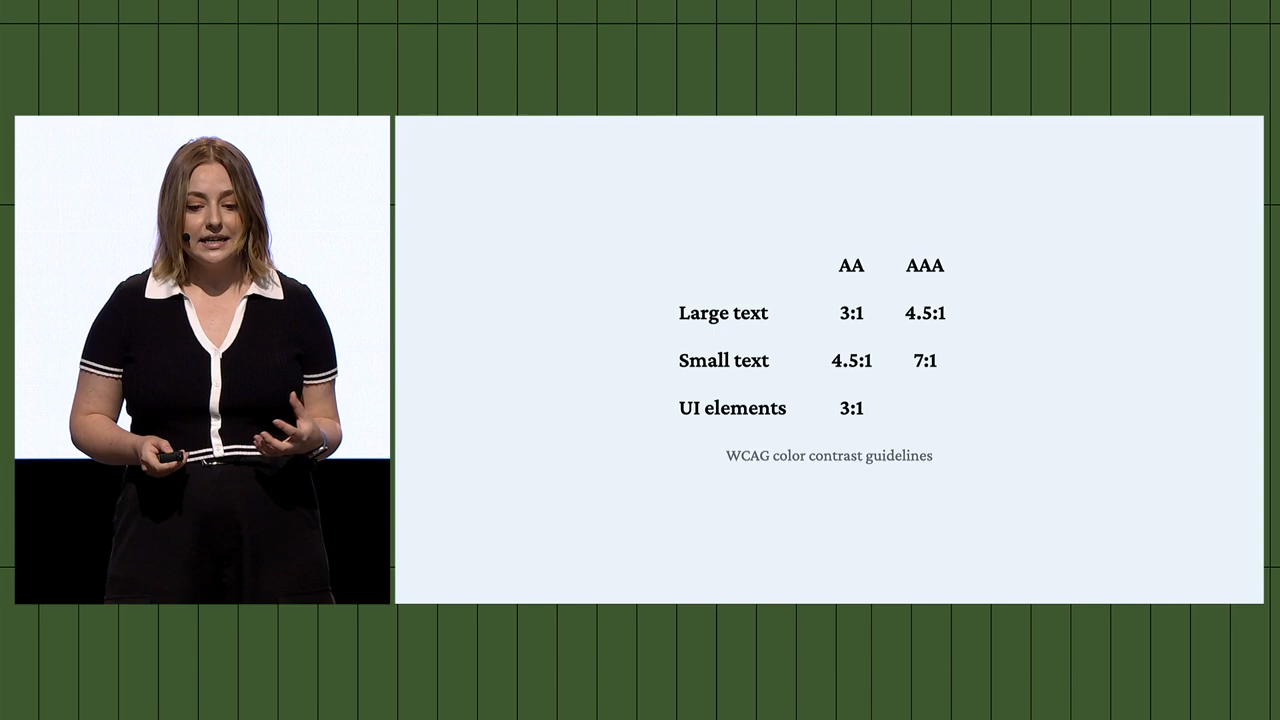 AA AAA
Large text 3:1 4.5:1
Small text 4.5:1 7:1
UI elements 3:1
WCAG color contrast guidelines